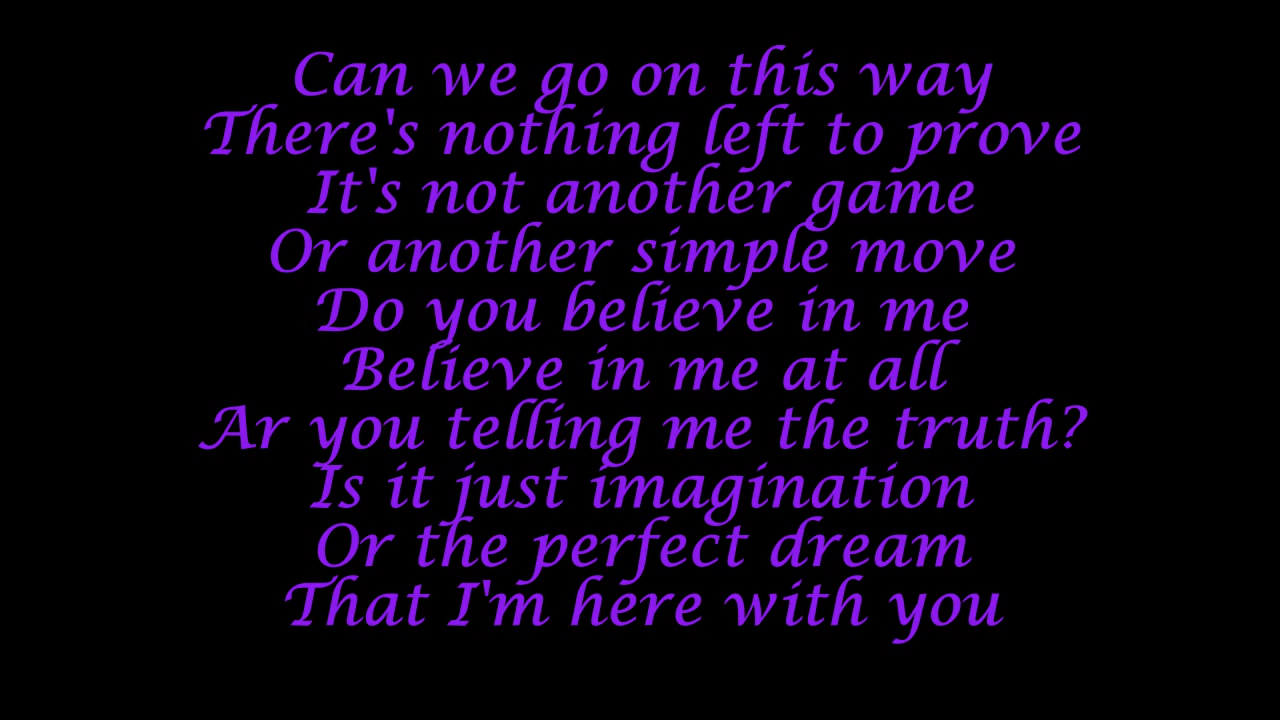 Can we go on this way
There's nothing left to prove
It's not another game
Or another simple move
Do you believe in me
Believe in me at all
Ar you telling me the truth?
Is it just imagination
Or the perfect dream
That I'm here with you